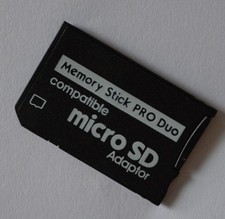 Memory Stick PRO Duo
compatible
micro SD
Adaptor